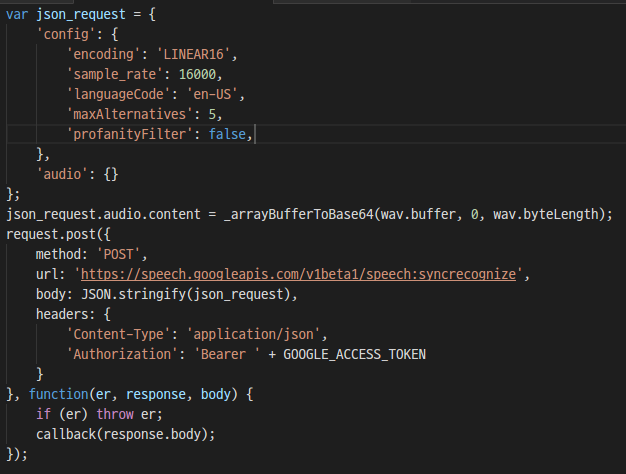 var json_request = {
    'config': {
        'encoding': 'LINEAR16',
        'sample_rate': 16000,
        'languageCode': 'en-US',
        'maxAlternatives': 5,
        'profanityFilter': false,
    },
    'audio': {}
};
json_request.audio.content = _arrayBufferToBase64(wav.buffer, 0, wav.byteLength);
request.post({
    method: 'POST',
    url: 'https://speech.googleapis.com/v1beta1/speech:syncrecognize',
    body: JSON.stringify(json_request),
    headers: {
        'Content-Type': 'application/json',
        'Authorization': 'Bearer ' + GOOGLE_ACCESS_TOKEN
    }
}, function(er, response, body) {
    if (er) throw er;
    callback(response.body);
});